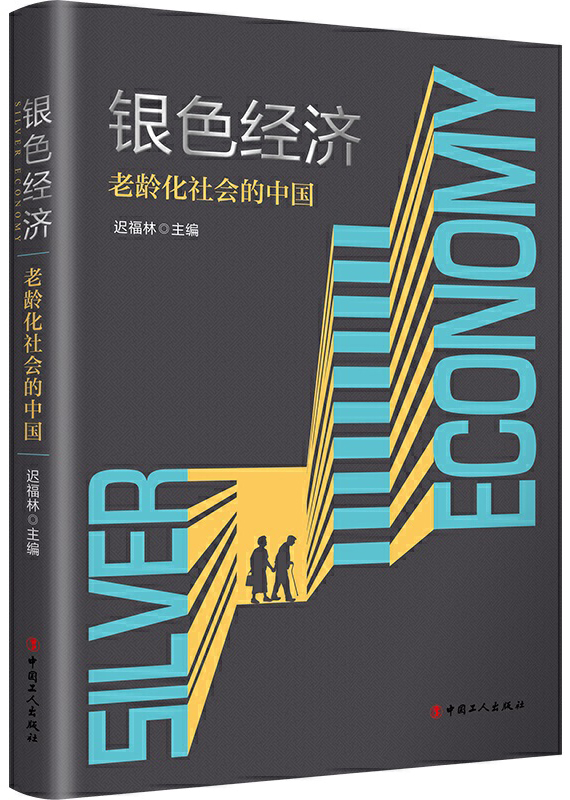 银色经济
老龄化社会的中国
迟福林◎主编
SILVER
ECONOMY
中国工人出版社
银色经济
SILVER ECONOMY
老龄化社会的中国
迟福林◎主编
中国工人出版社